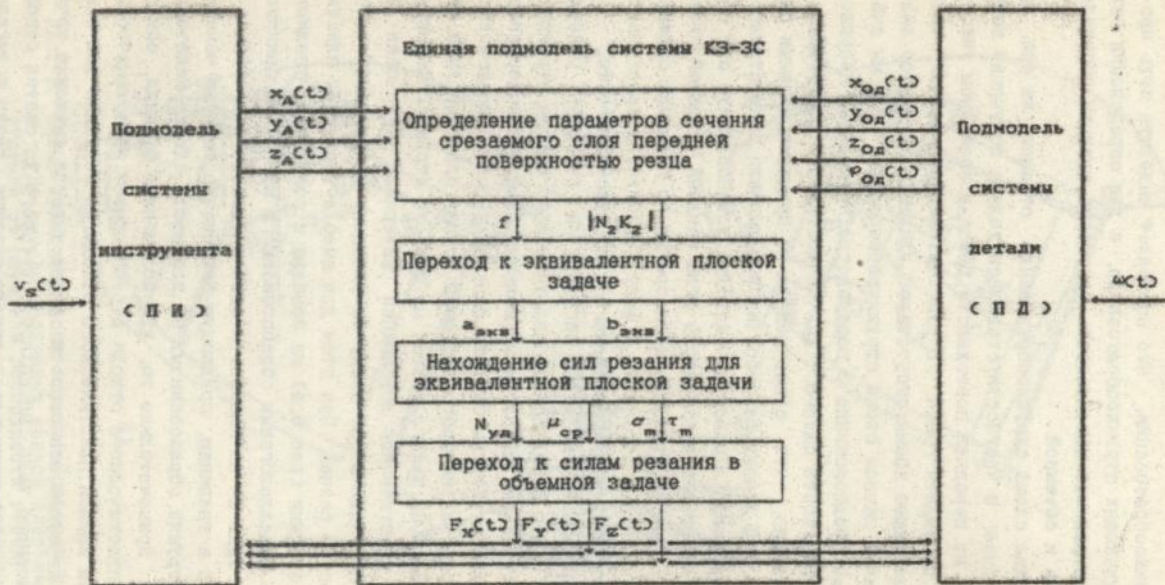 Единая подмодель системы КЗ-ЗС
x_A(t)
y_A(t)
z_A(t)
Определение параметров сечения
срезаемого слоя передней
поверхностью резца
x_Од(t)
y_Од(t)
z_Од(t)
φ_Од(t)
Подмодель
системы
инструмента
( П И )
v_s(t)
Подмодель
системы
детали
( П Д )
ω(t)
f |N_2 K_2|
Переход к эквивалентной плоской
задаче
a_экв b_экв
Нахождение сил резания для
эквивалентной плоской задачи
N_уд μ_ср σ_m τ_m
Переход к силам резания в
объемной задаче
F_X(t) F_Y(t) F_Z(t)